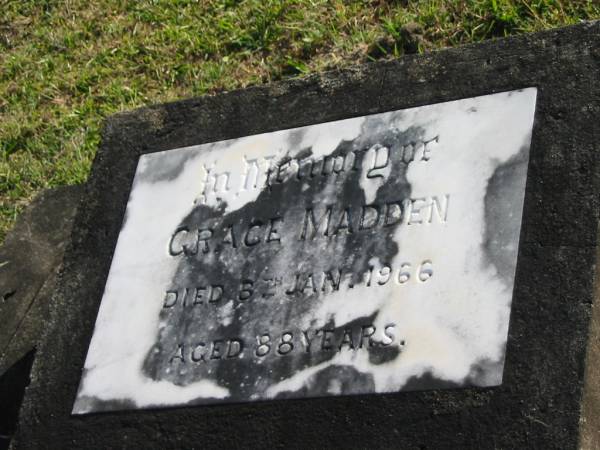 In Memory of
GRACE MADDEN
DIED 8TH JAN. 1966
AGED 88 YEARS.